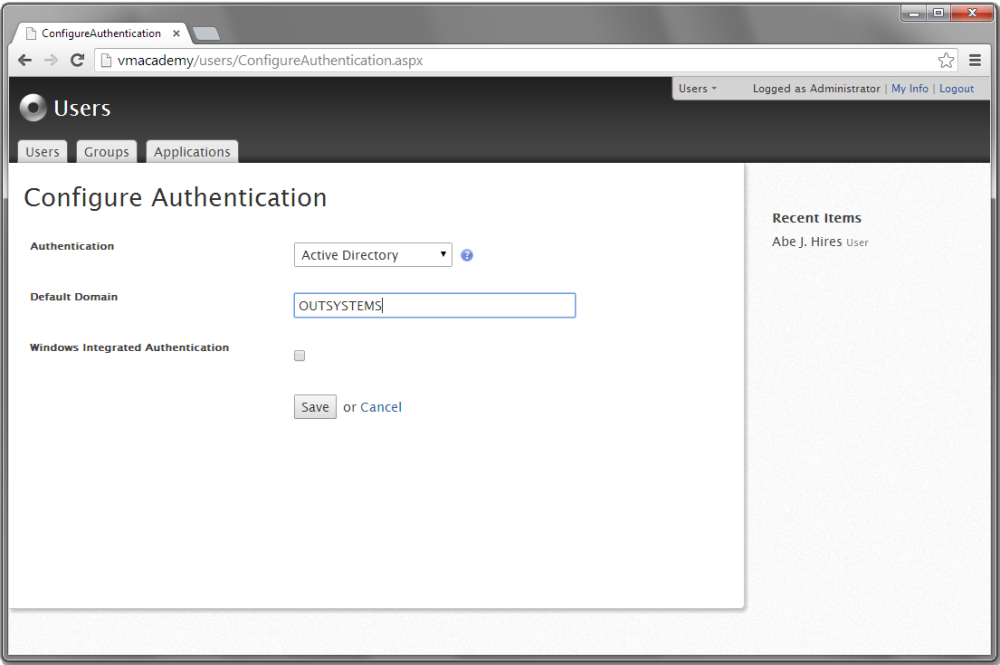 ConfigureAuthentication
vmacademy/users/ConfigureAuthentication.aspx
Users
Users Logged as Administrator | My Info | Logout
Users Groups Applications
Configure Authentication
Authentication
Active Directory
?
Default Domain
OUTSYSTEMS
Windows Integrated Authentication
Save or Cancel
Recent Items
Abe J. Hires User